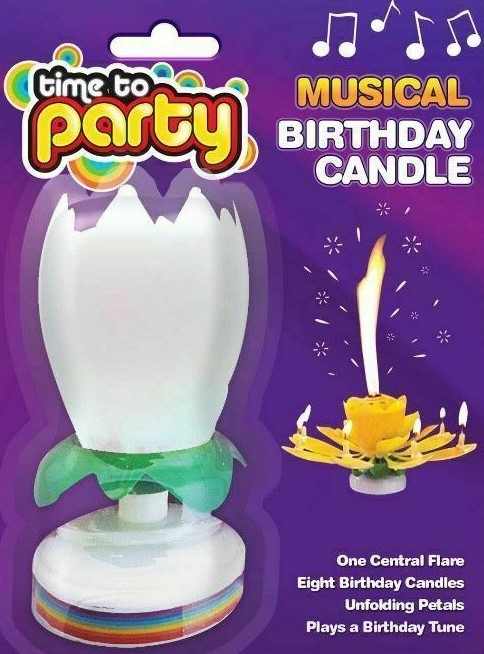 time to
party
MUSICAL
BIRTHDAY
CANDLE
One Central Flare
Eight Birthday Candles
Unfolding Petals
Plays a Birthday Tune